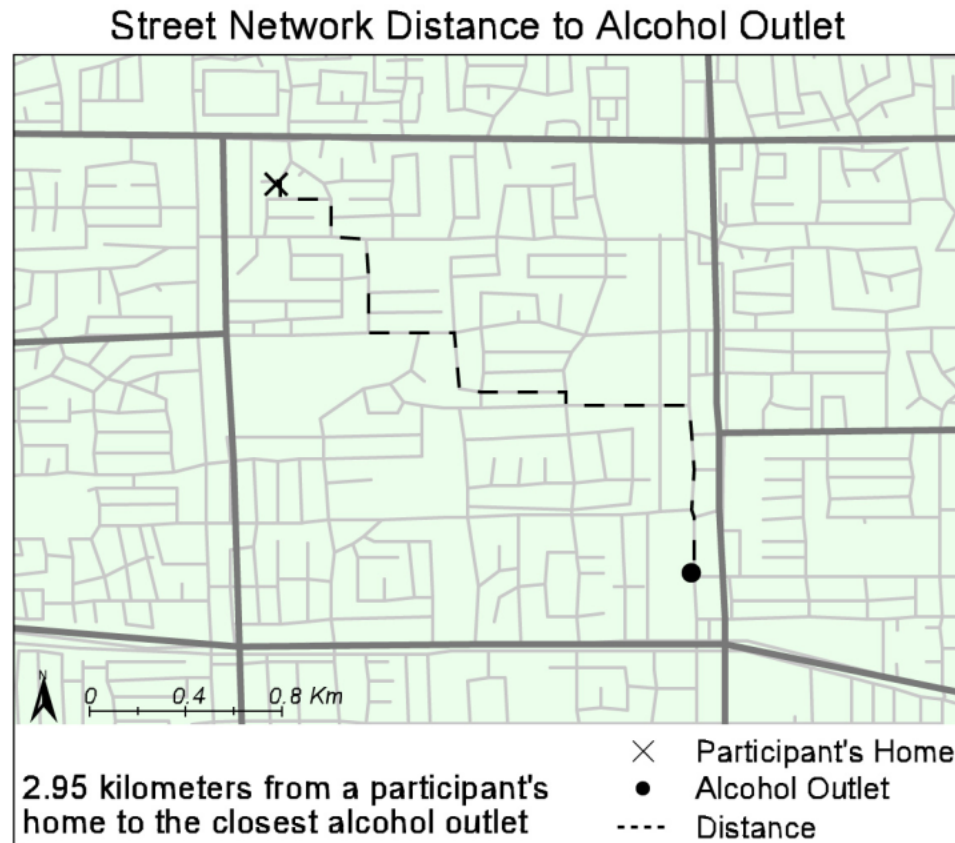 Street Network Distance to Alcohol Outlet
N
0 0.4 0.8 Km
2.95 kilometers from a participant's
home to the closest alcohol outlet
Participant's Home
Alcohol Outlet
Distance